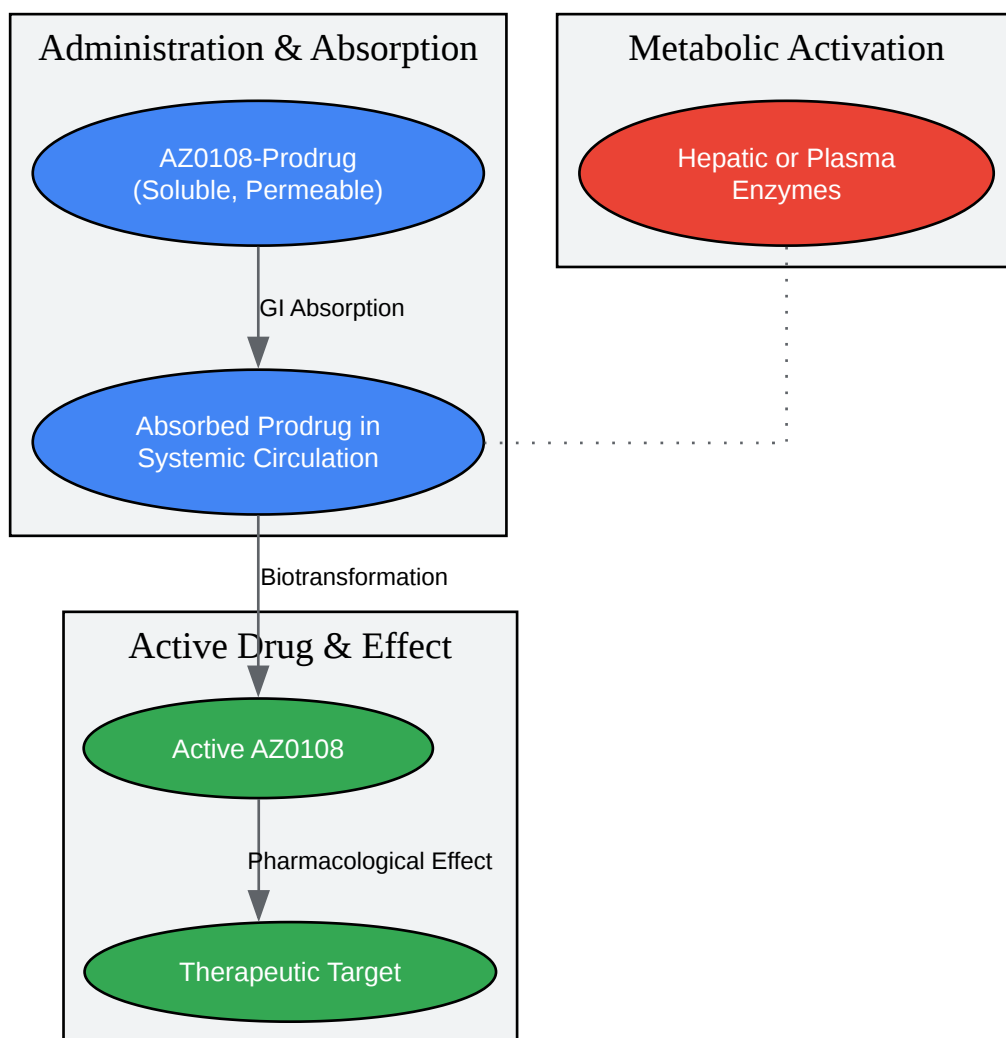 Administration & Absorption
AZ0108-Prodrug
(Soluble, Permeable)
GI Absorption
Absorbed Prodrug in
Systemic Circulation
Metabolic Activation
Hepatic or Plasma
Enzymes
Biotransformation
Active Drug & Effect
Active AZ0108
Pharmacological Effect
Therapeutic Target